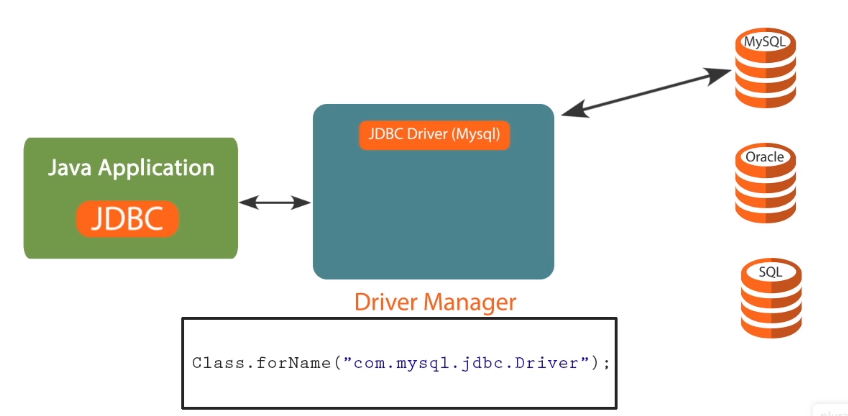 MySQL
JDBC Driver (Mysql)
Java Application
JDBC
Oracle
SQL
Driver Manager
Class.forName("com.mysql.jdbc.Driver");